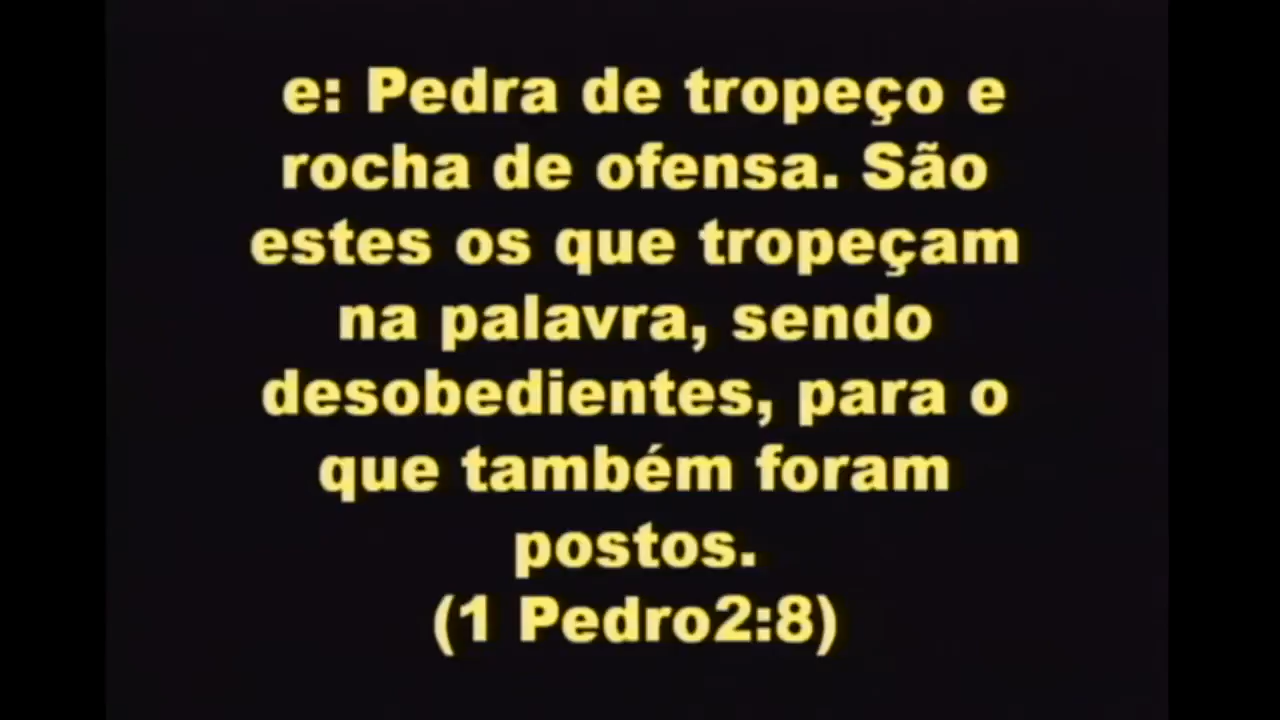 e: Pedra de tropeço e
rocha de ofensa. São
estes os que tropeçam
na palavra, sendo
desobedientes, para o
que também foram
postos.
(1 Pedro2:8)